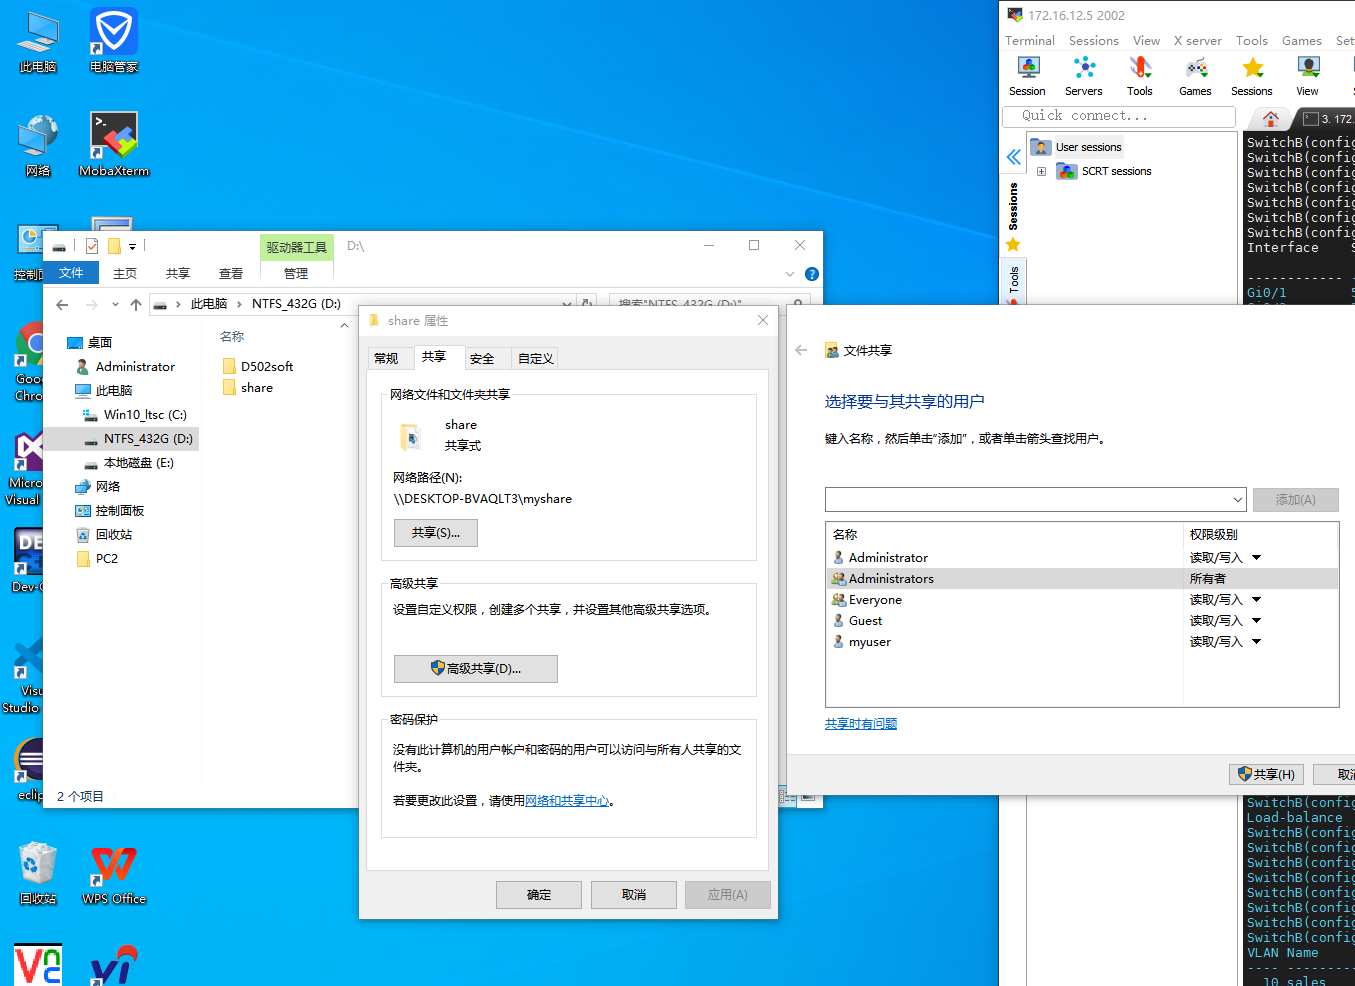 此电脑
电脑管家
网络
MobaXterm
控制面
Goo
Chro
Micro
Visual
Dev-C
Visu
Studio
eclip
回收站
WPS Office
驱动器工具
D:\
文件
主页
共享
查看
管理
此电脑 › NTFS_432G (D:)
搜索"NTFS_432G (D:)"
桌面
Administrator
此电脑
Win10_ltsc (C:)
NTFS_432G (D:)
本地磁盘 (E:)
网络
控制面板
回收站
PC2
名称
D502soft
share
2 个项目
share 属性
常规
共享
安全
自定义
网络文件和文件夹共享
share
共享式
网络路径(N):
\\DESKTOP-BVAQLT3\myshare
共享(S)...
高级共享
设置自定义权限，创建多个共享，并设置其他高级共享选项。
高级共享(D)...
密码保护
没有此计算机的用户帐户和密码的用户可以访问与所有人共享的文
件夹。
若要更改此设置，请使用网络和共享中心。
确定
取消
应用(A)
172.16.12.5 2002
Terminal
Sessions
View
X server
Tools
Games
Set
Session
Servers
Tools
Games
Sessions
View
Quick connect...
3. 172.
User sessions
SCRT sessions
Sessions
Tools
SwitchB(config
SwitchB(config
SwitchB(config
SwitchB(config
SwitchB(config
SwitchB(config
SwitchB(config
Interface S
------------ -
Gi0/1 5
文件共享
选择要与其共享的用户
键入名称，然后单击"添加"，或者单击箭头查找用户。
添加(A)
名称
权限级别
Administrator
读取/写入
Administrators
所有者
Everyone
读取/写入
Guest
读取/写入
myuser
读取/写入
共享时有问题
共享(H)
取消
SwitchB(config
Load-balance
SwitchB(config
SwitchB(config
SwitchB(config
SwitchB(config
SwitchB(config
SwitchB(config
SwitchB(config
VLAN Name
---- ---------
10 sales